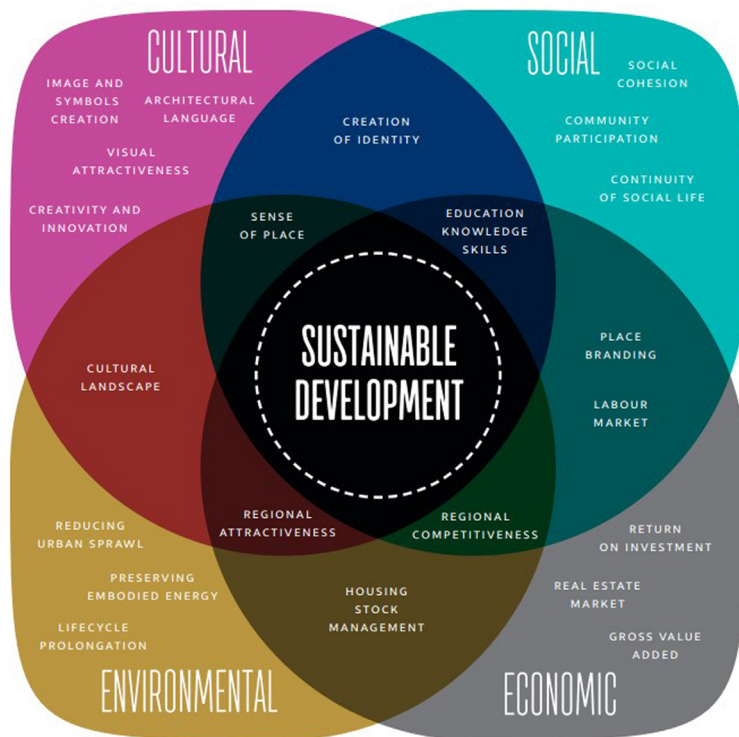 CULTURAL
IMAGE AND
SYMBOLS
CREATION
ARCHITECTURAL
LANGUAGE
VISUAL
ATTRACTIVENESS
CREATIVITY AND
INNOVATION
SOCIAL
SOCIAL
COHESION
COMMUNITY
PARTICIPATION
CONTINUITY
OF SOCIAL LIFE
CREATION
OF IDENTITY
SENSE
OF PLACE
EDUCATION
KNOWLEDGE
SKILLS
CULTURAL
LANDSCAPE
SUSTAINABLE
DEVELOPMENT
PLACE
BRANDING
LABOUR
MARKET
REGIONAL
ATTRACTIVENESS
REGIONAL
COMPETITIVENESS
REDUCING
URBAN SPRAWL
PRESERVING
EMBODIED ENERGY
LIFECYCLE
PROLONGATION
ENVIRONMENTAL
HOUSING
STOCK
MANAGEMENT
RETURN
ON INVESTMENT
REAL ESTATE
MARKET
GROSS VALUE
ADDED
ECONOMIC